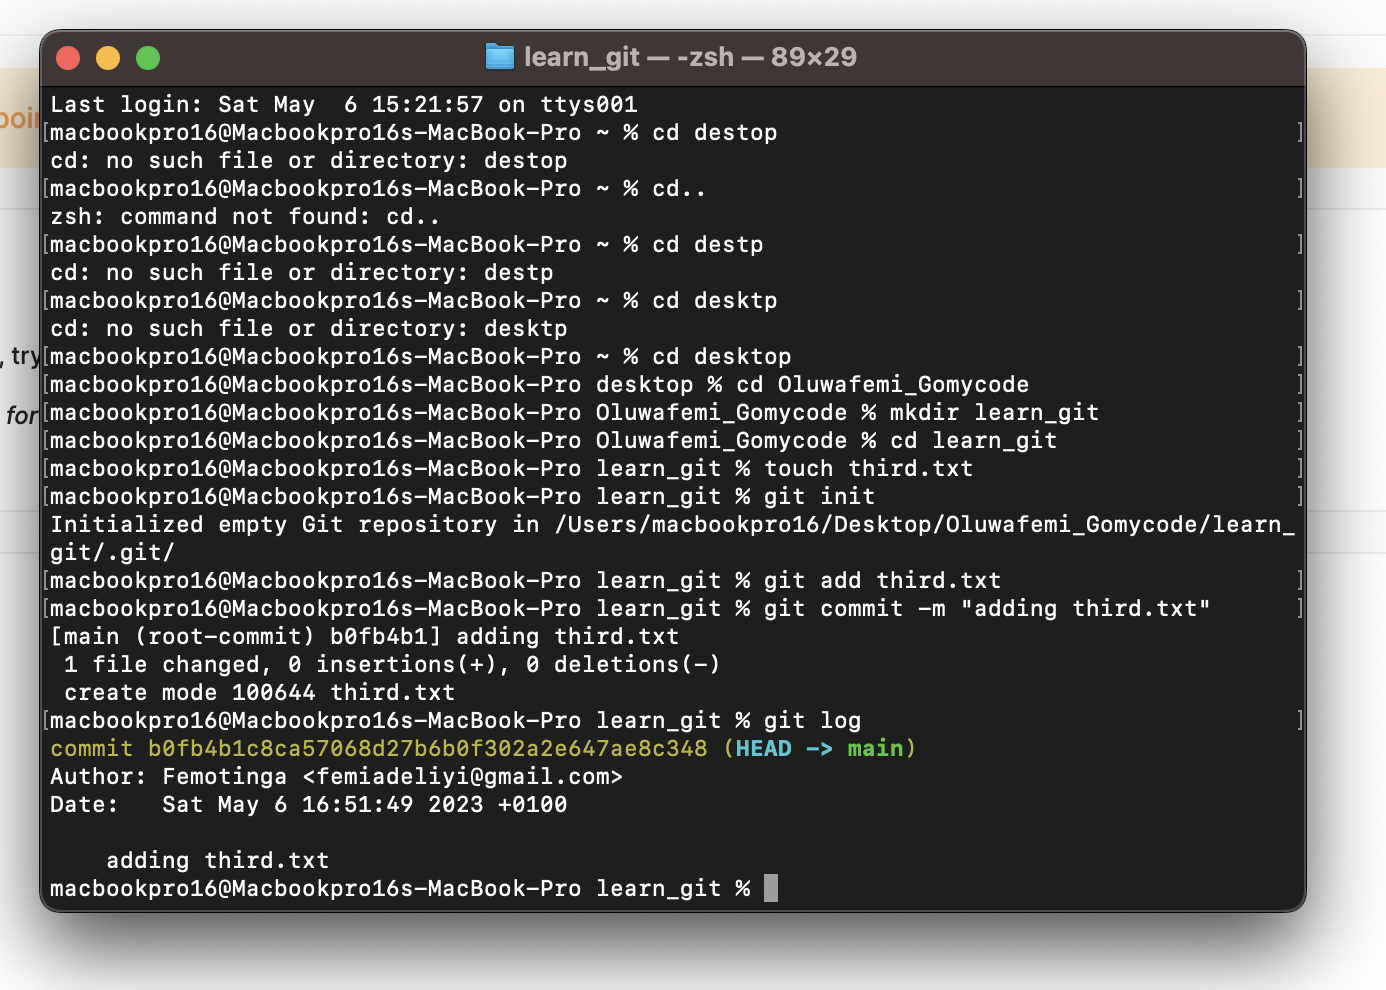 learn_git — -zsh — 89×29
Last login: Sat May  6 15:21:57 on ttys001
[macbookpro16@Macbookpro16s-MacBook-Pro ~ % cd destop ]
cd: no such file or directory: destop
[macbookpro16@Macbookpro16s-MacBook-Pro ~ % cd.. ]
zsh: command not found: cd..
[macbookpro16@Macbookpro16s-MacBook-Pro ~ % cd destp ]
cd: no such file or directory: destp
[macbookpro16@Macbookpro16s-MacBook-Pro ~ % cd desktp ]
cd: no such file or directory: desktp
, try
[macbookpro16@Macbookpro16s-MacBook-Pro ~ % cd desktop ]
[macbookpro16@Macbookpro16s-MacBook-Pro desktop % cd Oluwafemi_Gomycode ]
for
[macbookpro16@Macbookpro16s-MacBook-Pro Oluwafemi_Gomycode % mkdir learn_git ]
[macbookpro16@Macbookpro16s-MacBook-Pro Oluwafemi_Gomycode % cd learn_git ]
[macbookpro16@Macbookpro16s-MacBook-Pro learn_git % touch third.txt ]
[macbookpro16@Macbookpro16s-MacBook-Pro learn_git % git init ]
Initialized empty Git repository in /Users/macbookpro16/Desktop/Oluwafemi_Gomycode/learn_
git/.git/
[macbookpro16@Macbookpro16s-MacBook-Pro learn_git % git add third.txt ]
[macbookpro16@Macbookpro16s-MacBook-Pro learn_git % git commit -m "adding third.txt" ]
[main (root-commit) b0fb4b1] adding third.txt
 1 file changed, 0 insertions(+), 0 deletions(-)
 create mode 100644 third.txt
[macbookpro16@Macbookpro16s-MacBook-Pro learn_git % git log ]
commit b0fb4b1c8ca57068d27b6b0f302a2e647ae8c348 (HEAD -> main)
Author: Femotinga <femiadeliyi@gmail.com>
Date:   Sat May 6 16:51:49 2023 +0100
    adding third.txt
macbookpro16@Macbookpro16s-MacBook-Pro learn_git %